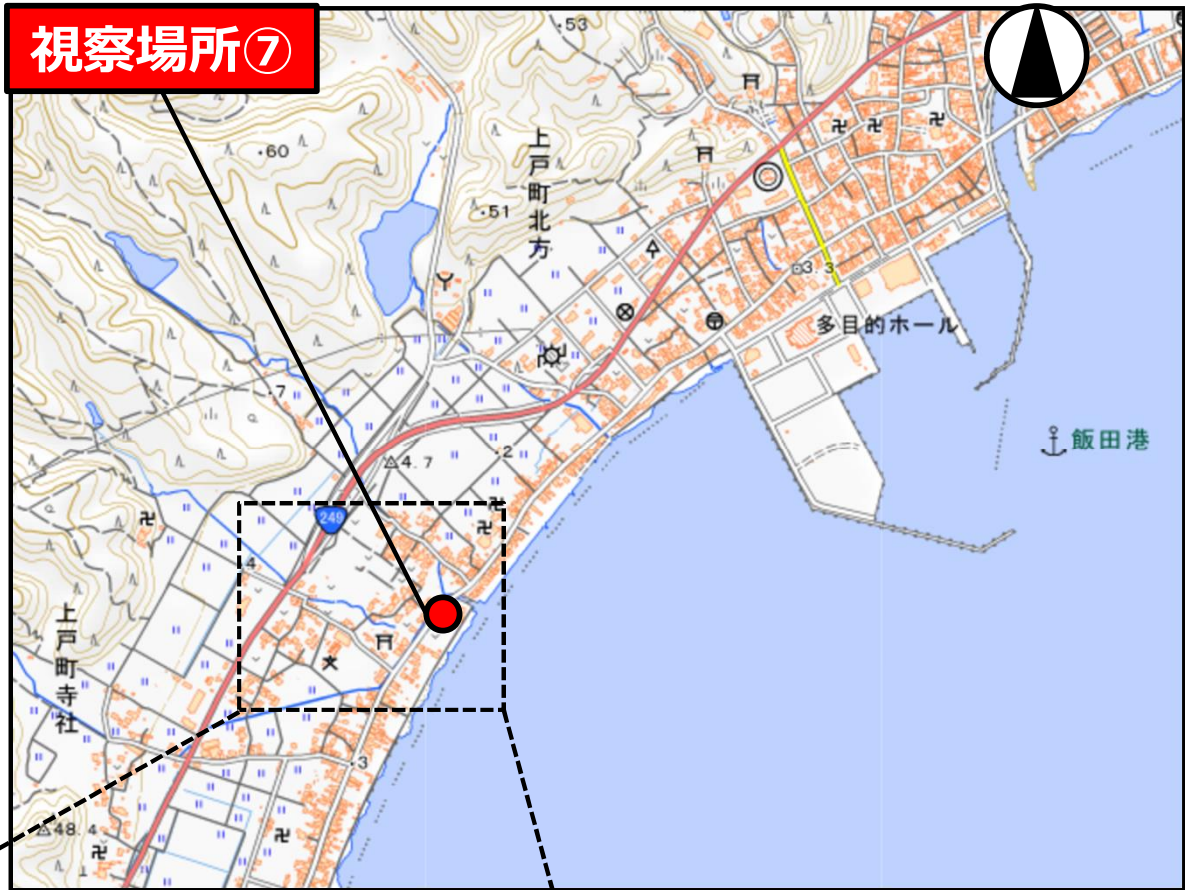 視察場所⑦
・53
・60
上戸町北方
・51
3.3
多目的ホール
・7
飯田港
4.7
・2
249
4
上戸町寺社
・3
48.4